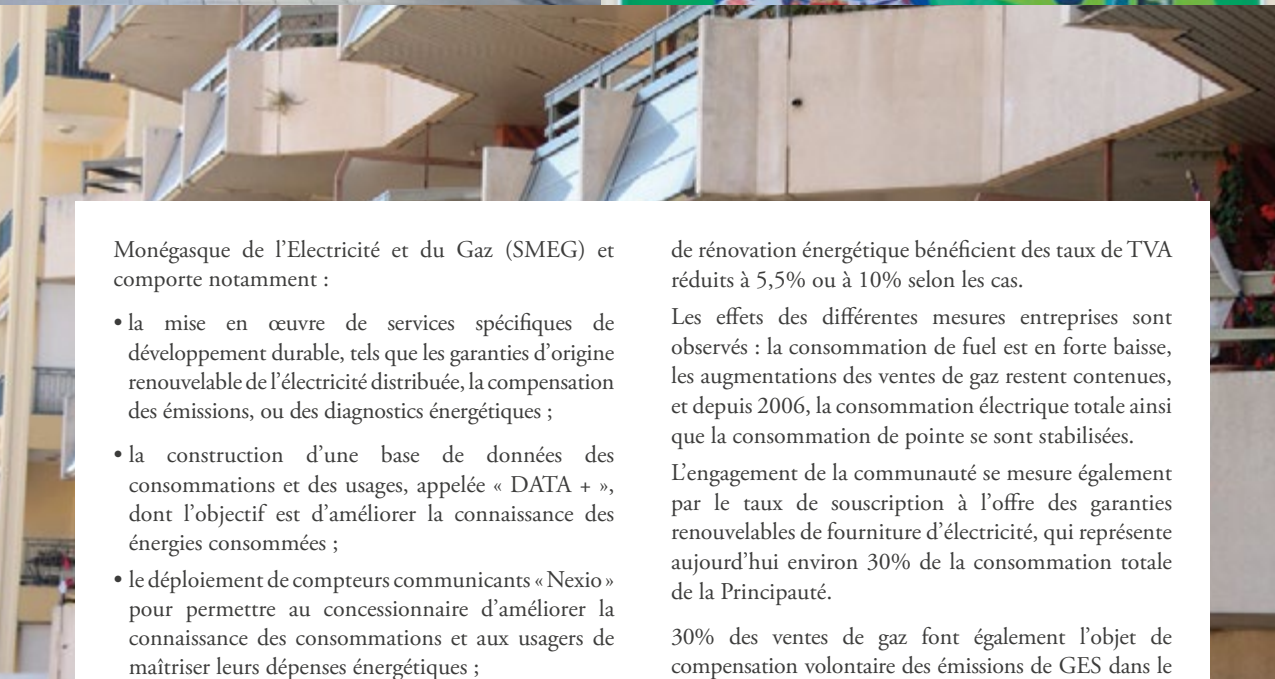 Monégasque de l'Electricité et du Gaz (SMEG) et
comporte notamment :
• la mise en œuvre de services spécifiques de
développement durable, tels que les garanties d'origine
renouvelable de l'électricité distribuée, la compensation
des émissions, ou des diagnostics énergétiques ;
• la construction d'une base de données des
consommations et des usages, appelée « DATA + »,
dont l'objectif est d'améliorer la connaissance des
énergies consommées ;
• le déploiement de compteurs communicants « Nexio »
pour permettre au concessionnaire d'améliorer la
connaissance des consommations et aux usagers de
maîtriser leurs dépenses énergétiques ;
de rénovation énergétique bénéficient des taux de TVA
réduits à 5,5% ou à 10% selon les cas.
Les effets des différentes mesures entreprises sont
observés : la consommation de fuel est en forte baisse,
les augmentations des ventes de gaz restent contenues,
et depuis 2006, la consommation électrique totale ainsi
que la consommation de pointe se sont stabilisées.
L'engagement de la communauté se mesure également
par le taux de souscription à l'offre des garanties
renouvelables de fourniture d'électricité, qui représente
aujourd'hui environ 30% de la consommation totale
de la Principauté.
30% des ventes de gaz font également l'objet de
compensation volontaire des émissions de GES dans le